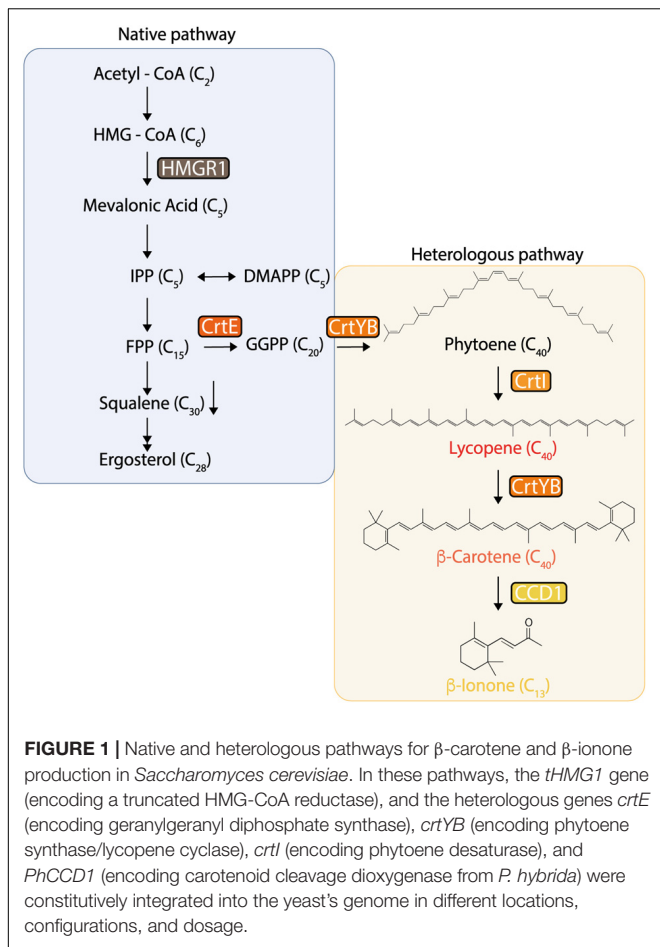 Native pathway
Acetyl - CoA (C2)
HMG - CoA (C6)
HMGR1
Mevalonic Acid (C5)
IPP (C5) DMAPP (C5)
CrtE
FPP (C15) GGPP (C20)
Squalene (C30)
Ergosterol (C28)
Heterologous pathway
CrtYB
Phytoene (C40)
CrtI
Lycopene (C40)
CrtYB
β-Carotene (C40)
CCD1
O
β-Ionone (C13)
FIGURE 1 | Native and heterologous pathways for β-carotene and β-ionone
production in Saccharomyces cerevisiae. In these pathways, the tHMG1 gene
(encoding a truncated HMG-CoA reductase), and the heterologous genes crtE
(encoding geranylgeranyl diphosphate synthase), crtYB (encoding phytoene
synthase/lycopene cyclase), crtI (encoding phytoene desaturase), and
PhCCD1 (encoding carotenoid cleavage dioxygenase from P. hybrida) were
constitutively integrated into the yeast's genome in different locations,
configurations, and dosage.